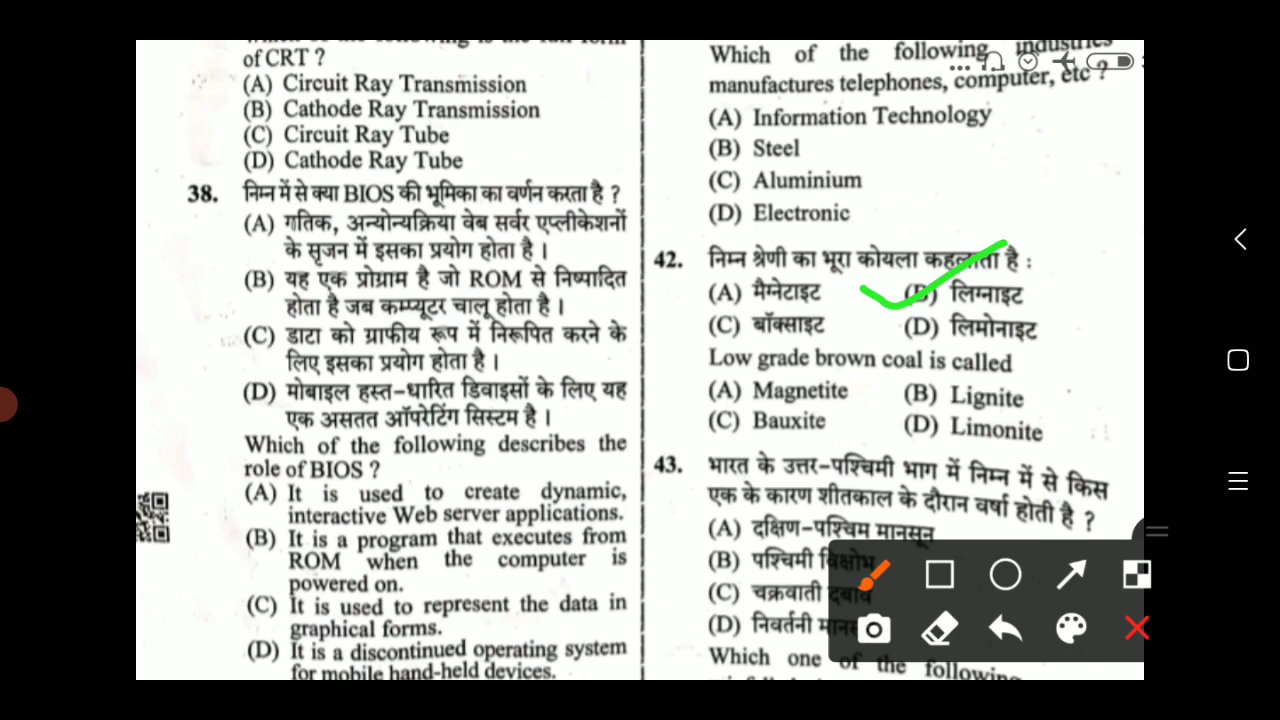 of CRT ?
(A) Circuit Ray Transmission
(B) Cathode Ray Transmission
(C) Circuit Ray Tube
(D) Cathode Ray Tube
38. निम्न में से क्या BIOS की भूमिका का वर्णन करता है ?
(A) गतिक, अन्योन्यक्रिया वेब सर्वर एप्लीकेशनों
के सृजन में इसका प्रयोग होता है ।
(B) यह एक प्रोग्राम है जो ROM से निष्पादित
होता है जब कम्प्यूटर चालू होता है ।
(C) डाटा को ग्राफीय रूप में निरूपित करने के
लिए इसका प्रयोग होता है ।
(D) मोबाइल हस्त-धारित डिवाइसों के लिए यह
एक असतत ऑपरेटिंग सिस्टम है ।
Which of the following describes the
role of BIOS ?
(A) It is used to create dynamic,
interactive Web server applications.
(B) It is a program that executes from
ROM when the computer is
powered on.
(C) It is used to represent the data in
graphical forms.
(D) It is a discontinued operating system
for mobile hand-held devices.
Which of the following industries
manufactures telephones, computer, etc ?
(A) Information Technology
(B) Steel
(C) Aluminium
(D) Electronic
42. निम्न श्रेणी का भूरा कोयला कहलाता है :
(A) मैग्नेटाइट (B) लिग्नाइट
(C) बॉक्साइट (D) लिमोनाइट
Low grade brown coal is called
(A) Magnetite (B) Lignite
(C) Bauxite (D) Limonite
43. भारत के उत्तर-पश्चिमी भाग में निम्न में से किस
एक के कारण शीतकाल के दौरान वर्षा होती है ?
(A) दक्षिण-पश्चिम मानसून
(B) पश्चिमी विक्षोभ
(C) चक्रवाती दबाव
(D) निवर्तनी
Which one of the following